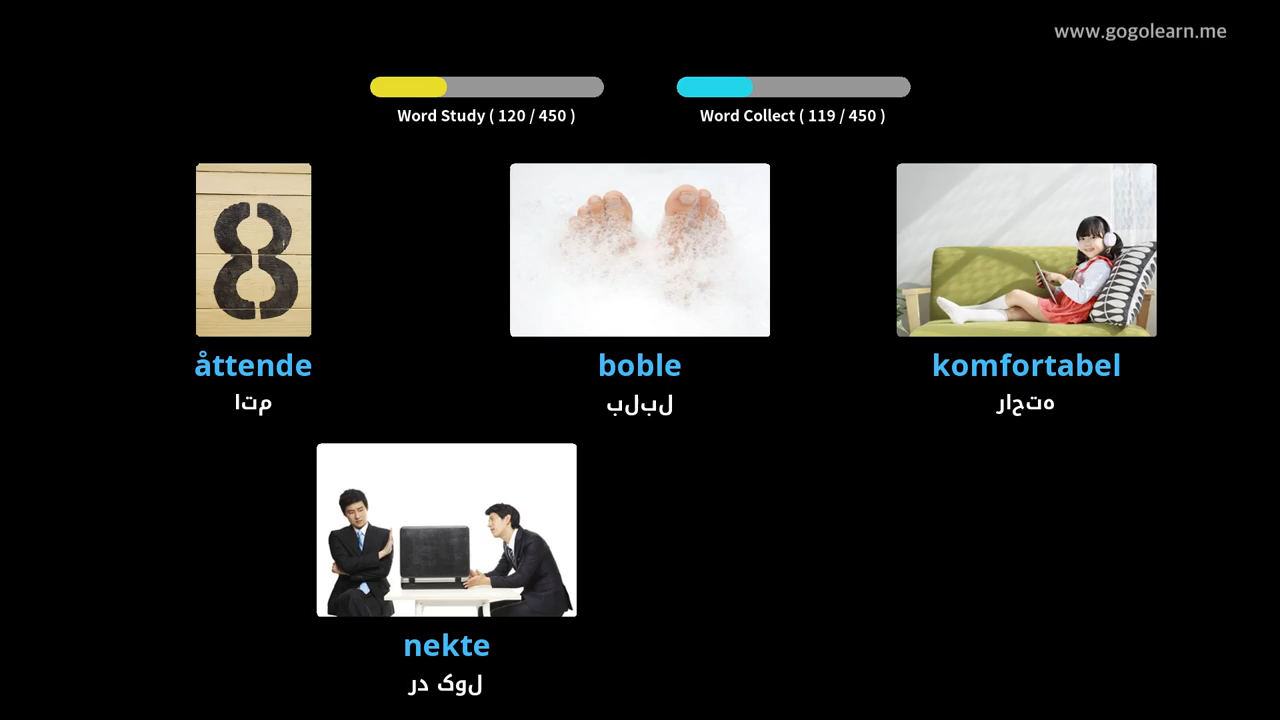 www.gogolearn.me
Word Study ( 120 / 450 )
Word Collect ( 119 / 450 )
åttende
boble
komfortabel
متا
لبلب
هتحار
nekte
لوک در